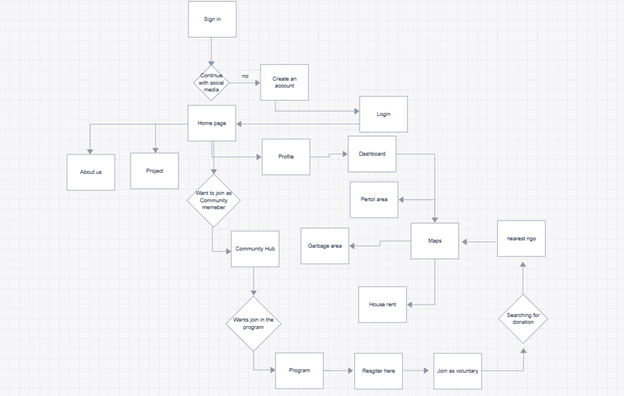 Sign in
Continue
with social
media
no
Create an
account
Login
Home page
About us
Project
Profile
Dashboard
Want to join as
Community
memeber
Pertol area
Community Hub
Garbage area
Maps
nearest ngo
House rent
Wants join in the
program
Searching for
donation
Program
Resgiter here
Join as voluntary